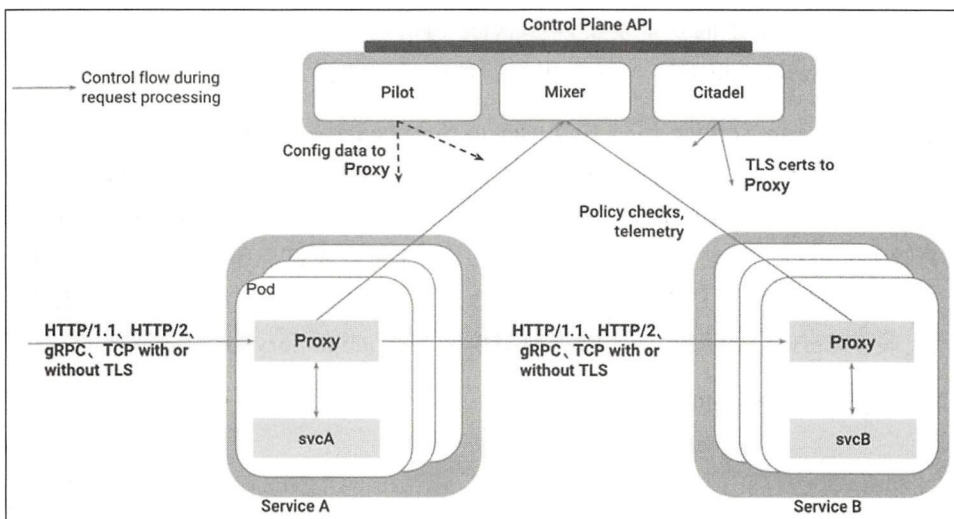 Control Plane API
Control flow during
request processing
Pilot
Mixer
Citadel
Config data to
Proxy
TLS certs to
Proxy
Policy checks,
telemetry
Pod
HTTP/1.1、HTTP/2、
gRPC、TCP with or
without TLS
Proxy
svcA
Service A
HTTP/1.1、HTTP/2、
gRPC、TCP with or
without TLS
Proxy
svcB
Service B